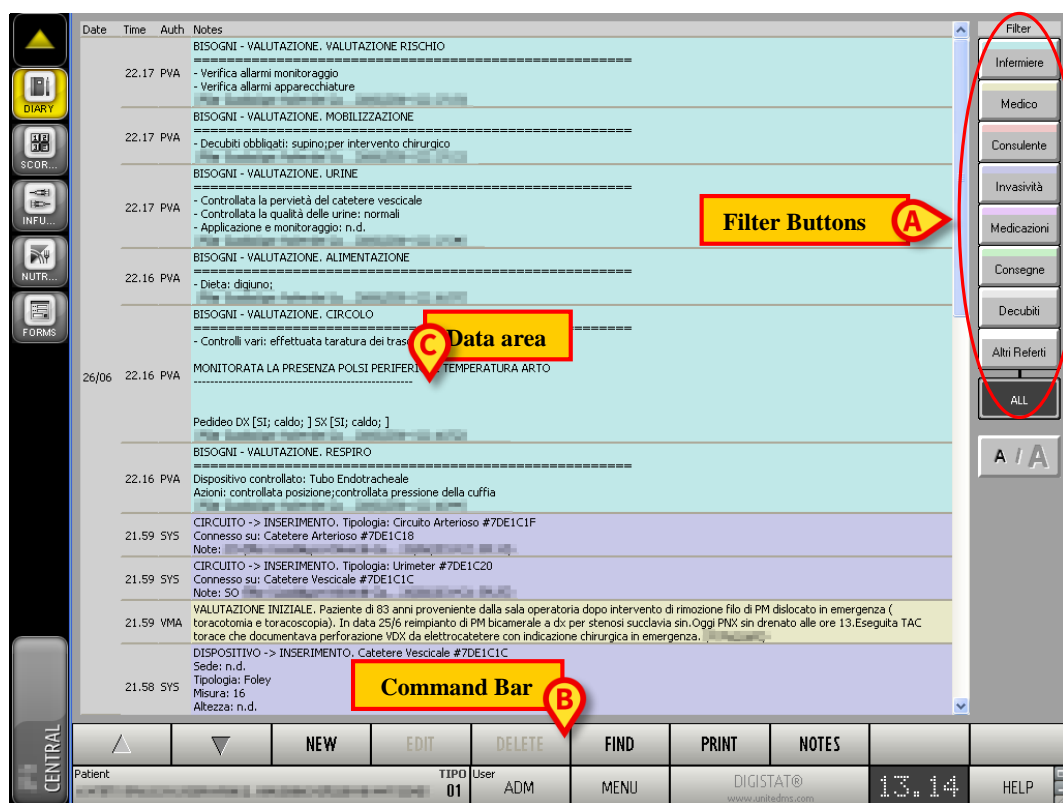 Date Time Auth Notes
Filter
BISOGNI - VALUTAZIONE. VALUTAZIONE RISCHIO
==================================================
22.17 PVA
- Verifica allarmi monitoraggio
- Verifica allarmi apparecchiature
BISOGNI - VALUTAZIONE. MOBILIZZAZIONE
==================================================
22.17 PVA
- Decubiti obbligati: supino;per intervento chirurgico
BISOGNI - VALUTAZIONE. URINE
==================================================
22.17 PVA
- Controllata la pervietà del catetere vescicale
- Controllata la qualità delle urine: normali
- Applicazione e monitoraggio: n.d.
BISOGNI - VALUTAZIONE. ALIMENTAZIONE
==================================================
22.16 PVA
- Dieta: digiuno;
BISOGNI - VALUTAZIONE. CIRCOLO
==================================================
- Controlli vari: effettuata taratura dei
26/06 22.16 PVA
MONITORATA LA PRESENZA POLSI TEMPERATURA ARTO
--------------------------------------------------
Pedideo DX [SI; caldo; ] SX [SI; caldo; ]
BISOGNI - VALUTAZIONE. RESPIRO
==================================================
22.16 PVA
Dispositivo controllato: Tubo Endotracheale
Azioni: controllata posizione;controllata pressione della cuffia
21.59 SYS
CIRCUITO -> INSERIMENTO. Tipologia: Circuito Arterioso #7DE1C1F
Connesso su: Catetere Arterioso #7DE1C18
Note:
21.59 SYS
CIRCUITO -> INSERIMENTO. Tipologia: Urimeter #7DE1C20
Connesso su: Catetere Vescicale #7DE1C1C
Note: SO
21.59 VMA
VALUTAZIONE INIZIALE. Paziente di 83 anni proveniente dalla sala operatoria dopo intervento di rimozione filo di PM dislocato in emergenza (
toracotomia e toracoscopia). In data 25/6 reimpianto di PM bicamerale a dx per stenosi succlavia sin.Oggi PNX sin drenato alle ore 13.Eseguita TAC
torace che documentava perforazione VDX da elettrocatetere con indicazione chirurgica in emergenza.
21.58 SYS
DISPOSITIVO -> INSERIMENTO. Catetere Vescicale #7DE1C1C
Sede: n.d.
Tipologia: Foley
Misura: 16
Altezza: n.d.
DIARY
SCOR...
INFU...
NUTR...
FORMS
CENTRAL
Infermiere
Medico
Consulente
Invasività
Medicazioni
Consegne
Decubiti
Altri Referti
ALL
A / A
Filter Buttons
A
C
Data area
Command Bar
B
NEW EDIT DELETE FIND PRINT NOTES
Patient
TIPO
01
User
ADM
MENU
DIGISTAT®
www.unitedms.com
13.14
HELP